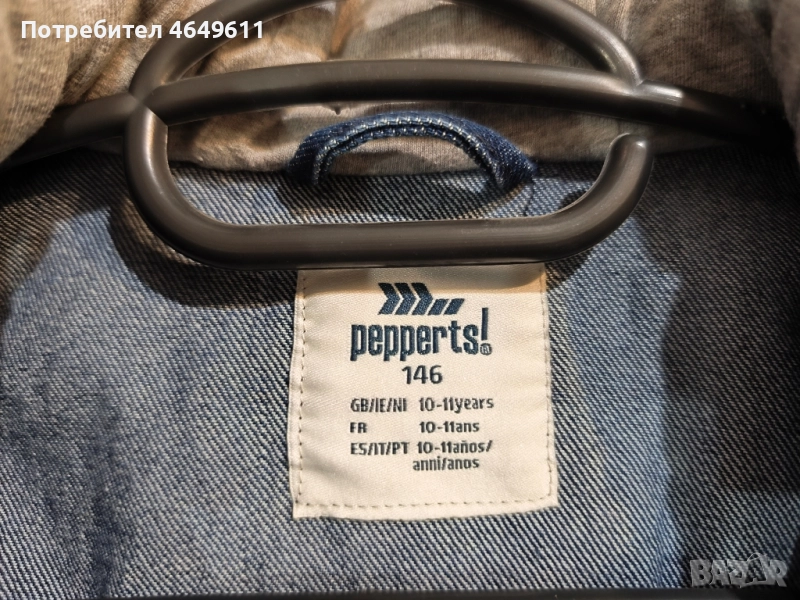 Потребител 4649611
pepperts!
146
GB/IE/NI 10-11years
FR 10-11ans
ES/IT/PT 10-11años/
anni/anos
BAZAR